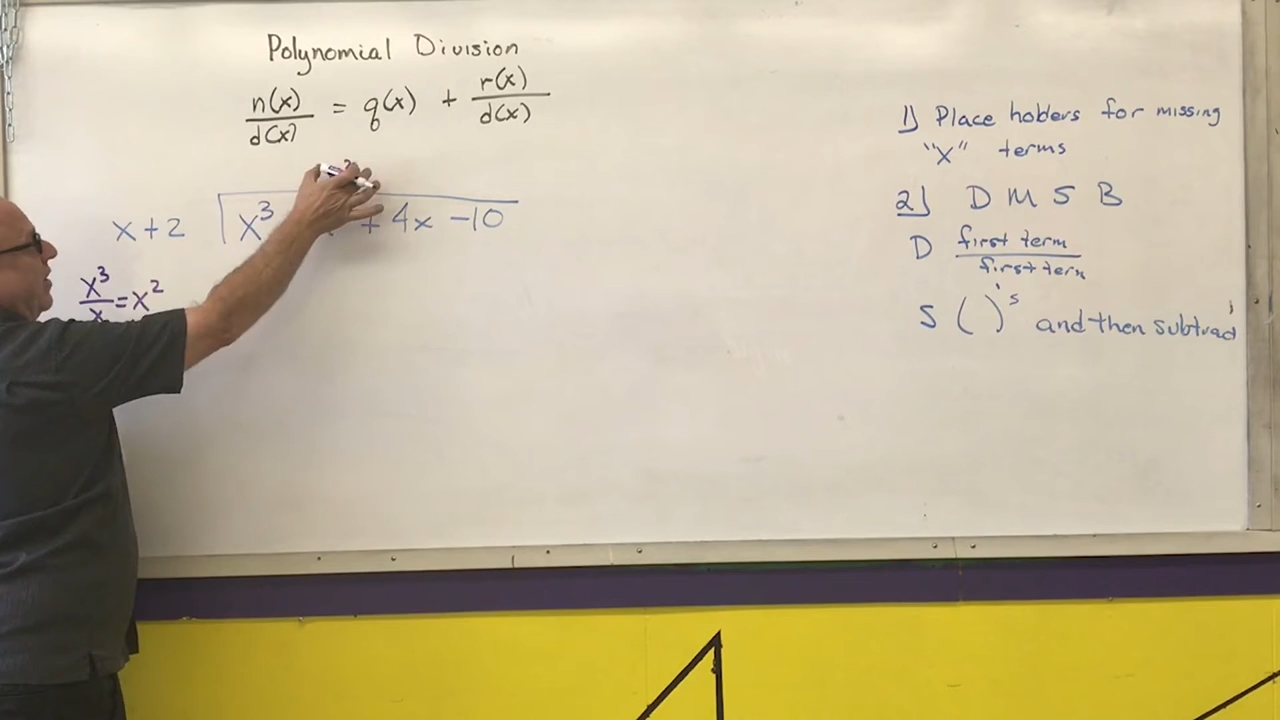 Polynomial Division
n(x)/d(x) = q(x) + r(x)/d(x)
x+2 x³ + 4x -10
x³/x = x²
1) Place holders for missing
"X" terms
2) D M S B
D first term/first term
S ( )'s and then subtract